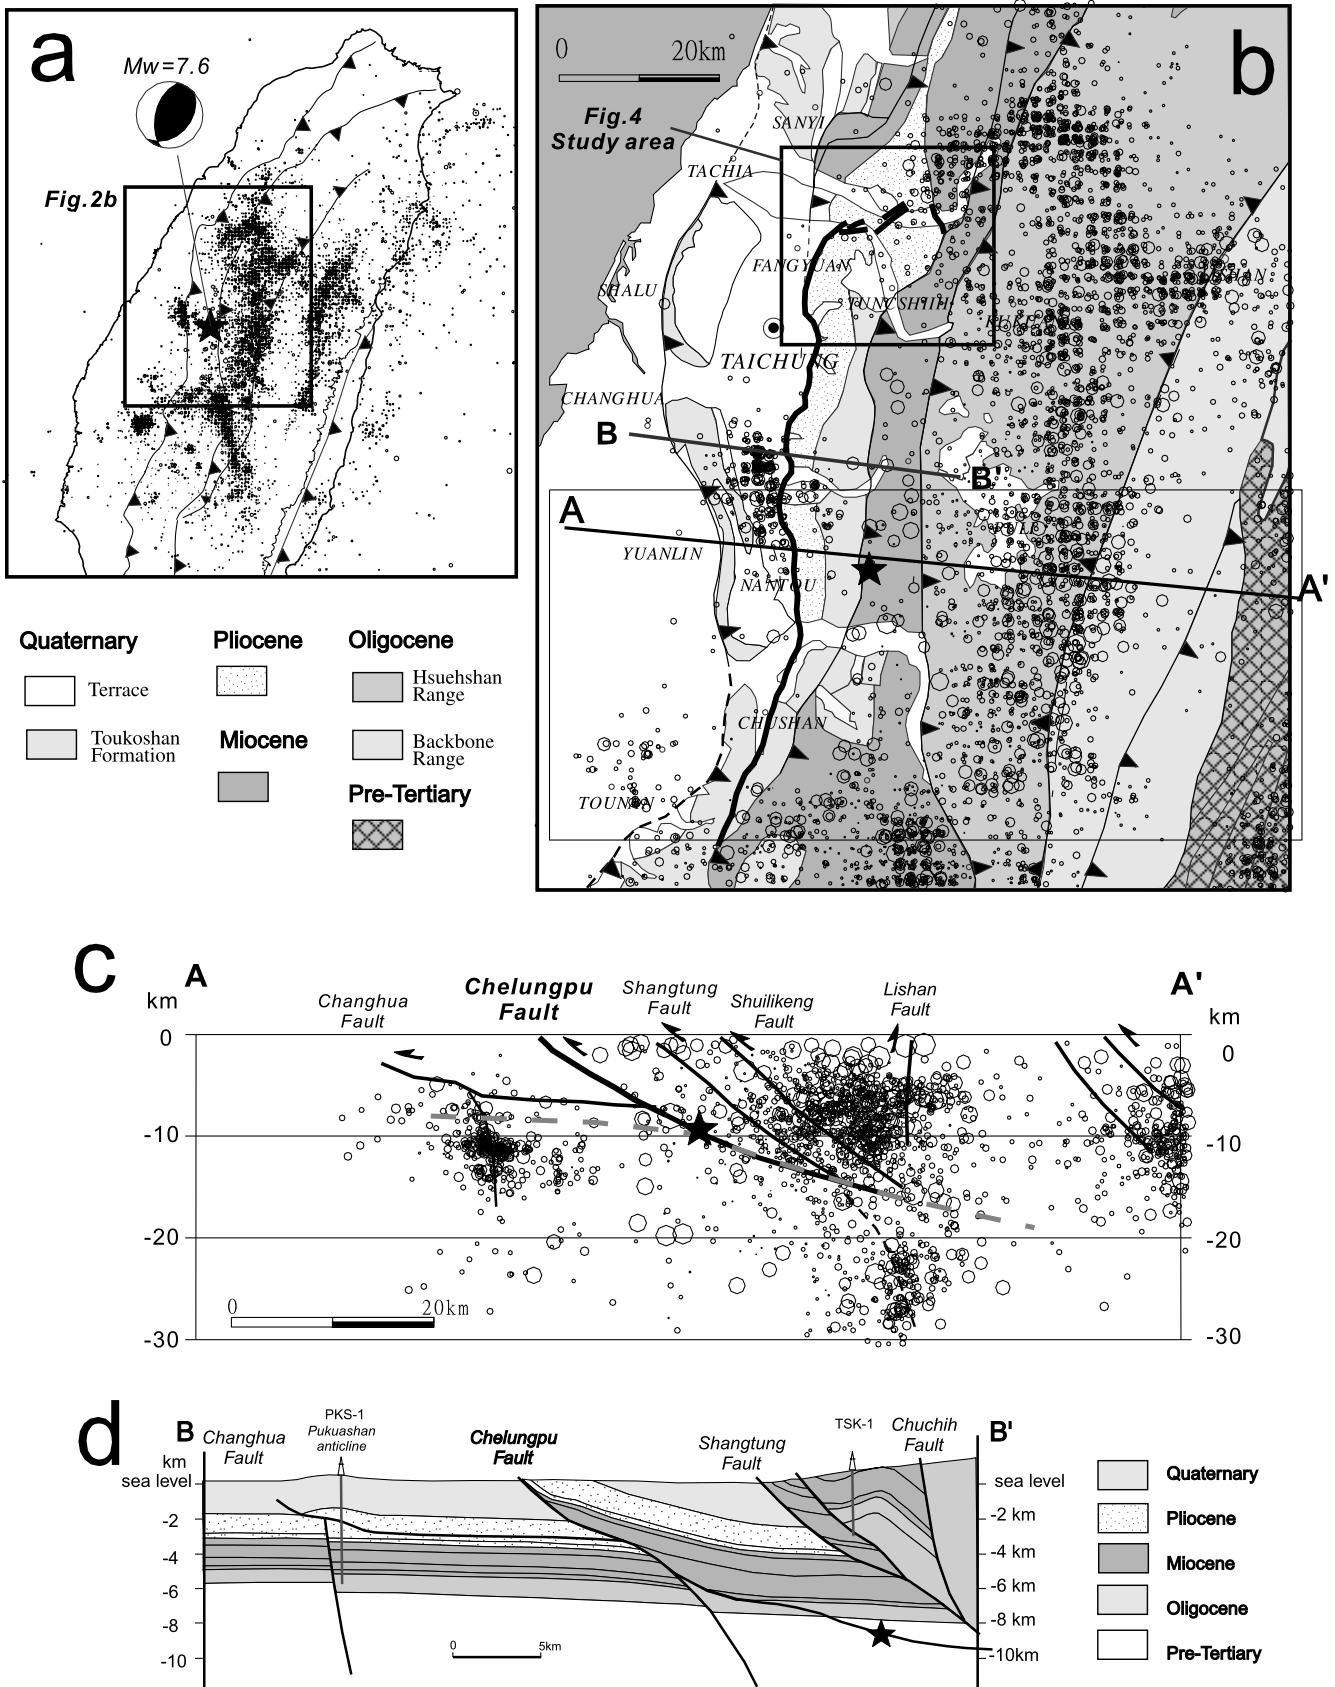 a
Mw=7.6
Fig.2b
b
0 20km
Fig.4
Study area
SANYI
TACHIA
FANGYUAN
SHALU
TUNGSHIH
TAICHUNG
CHANGHUA
B
B'
A
YUANLIN
NANTOU
A'
CHUSHAN
Quaternary
Terrace
Toukoshan
Formation
Pliocene
Miocene
Oligocene
Hsuehshan
Range
Backbone
Range
Pre-Tertiary
c
A
A'
km
km
Changhua
Fault
Chelungpu
Fault
Shangtung
Fault
Shuilikeng
Fault
Lishan
Fault
0
0
-10
-10
-20
-20
-30
-30
0 20km
d
B
B'
km
sea level
sea level
Changhua
Fault
PKS-1
Pukuashan
anticline
Chelungpu
Fault
Shangtung
Fault
TSK-1
Chuchih
Fault
-2
-4
-6
-8
-10
-2 km
-4 km
-6 km
-8 km
-10km
0 5km
Quaternary
Pliocene
Miocene
Oligocene
Pre-Tertiary